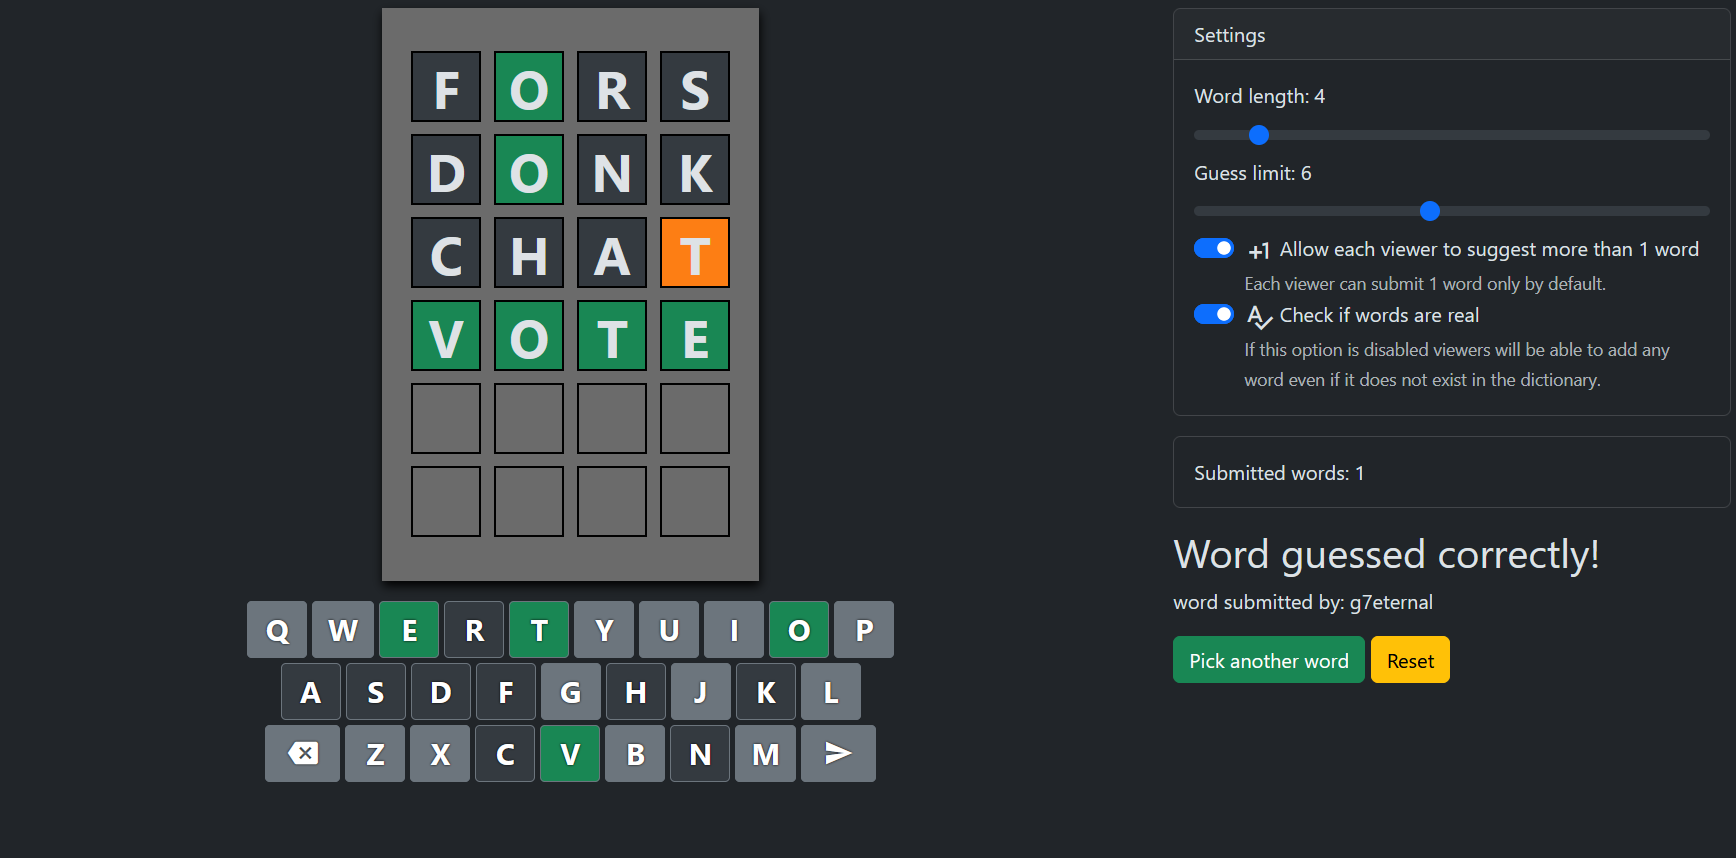 F O R S
D O N K
C H A T
V O T E
Q W E R T Y U I O P
A S D F G H J K L
Z X C V B N M
Settings
Word length: 4
Guess limit: 6
+1 Allow each viewer to suggest more than 1 word
Each viewer can submit 1 word only by default.
Check if words are real
If this option is disabled viewers will be able to add any
word even if it does not exist in the dictionary.
Submitted words: 1
Word guessed correctly!
word submitted by: g7eternal
Pick another word Reset